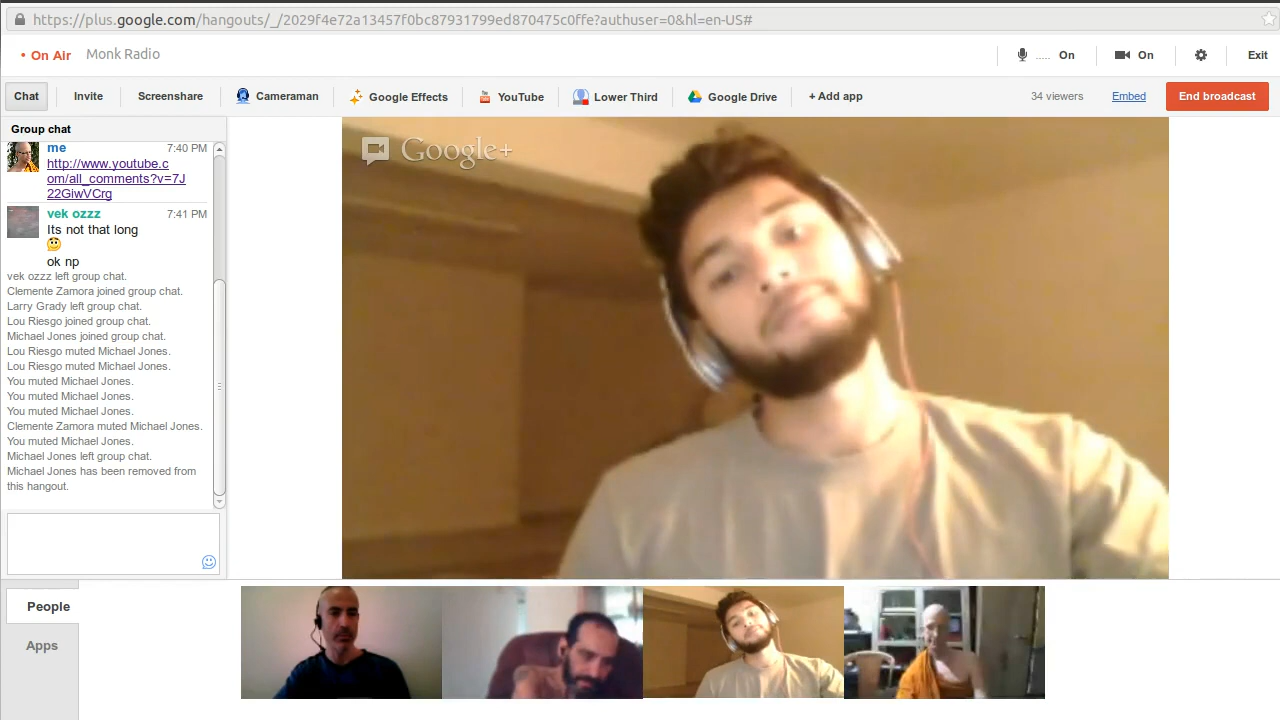 https://plus.google.com/hangouts/_/2029f4e72a13457f0bc87931799ed870475c0ffe?authuser=0&hl=en-US#
• On Air Monk Radio ..... On On Exit
Chat Invite Screenshare Cameraman Google Effects YouTube Lower Third Google Drive + Add app 34 viewers Embed End broadcast
Group chat
me 7:40 PM
http://www.youtube.c
om/all_comments?v=7J
22GiwVCrg
vek ozzz 7:41 PM
Its not that long
ok np
vek ozzz left group chat.
Clemente Zamora joined group chat.
Larry Grady left group chat.
Lou Riesgo joined group chat.
Michael Jones joined group chat.
Lou Riesgo muted Michael Jones.
Lou Riesgo muted Michael Jones.
You muted Michael Jones.
You muted Michael Jones.
You muted Michael Jones.
Clemente Zamora muted Michael Jones.
You muted Michael Jones.
Michael Jones left group chat.
Michael Jones has been removed from
this hangout.
Google+
People
Apps